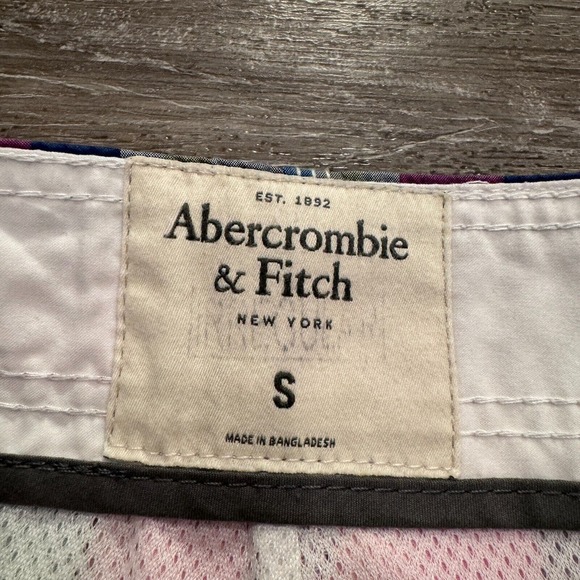 EST. 1892
Abercrombie
& Fitch
NEW YORK
S
MADE IN BANGLADESH